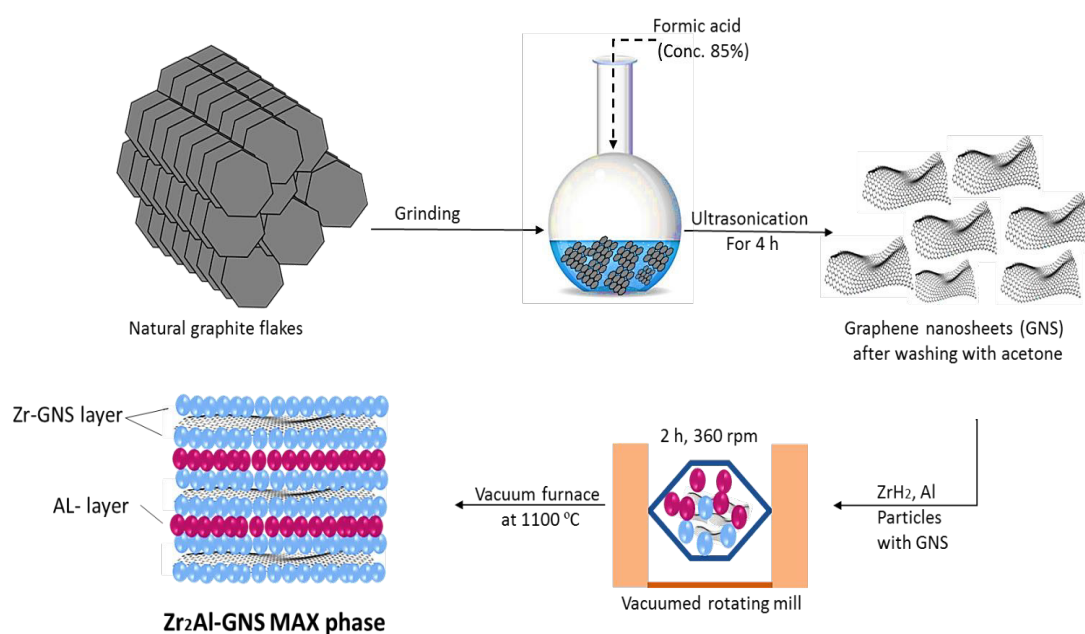 Formic acid
(Conc. 85%)
Grinding
Ultrasonication
For 4 h
Natural graphite flakes
Graphene nanosheets (GNS)
after washing with acetone
Zr-GNS layer
AL- layer
Vacuum furnace
at 1100 ⁰C
2 h, 360 rpm
ZrH₂, Al
Particles
with GNS
Vacuumed rotating mill
Zr₂Al-GNS MAX phase